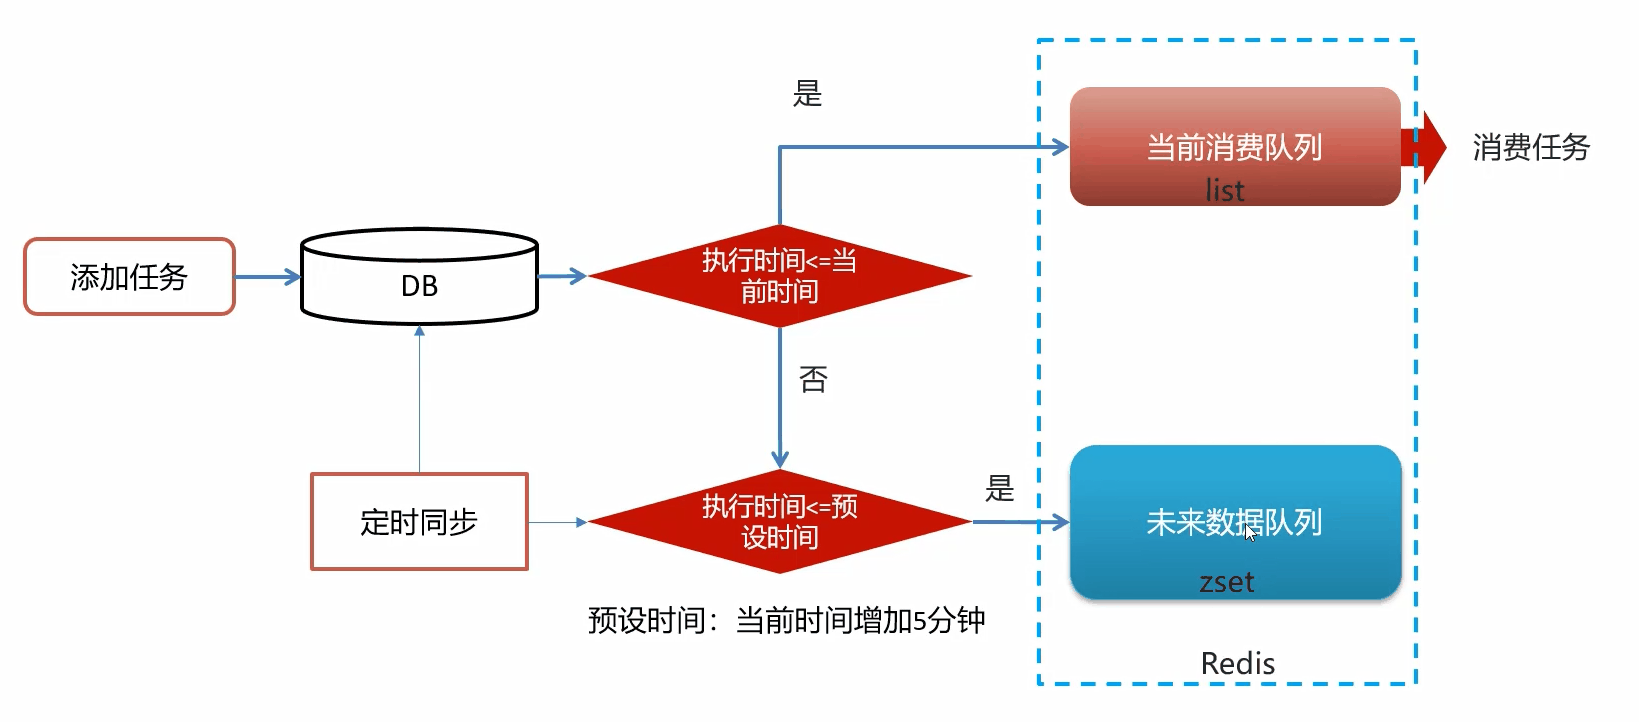 是
当前消费队列
list
消费任务
添加任务
DB
执行时间<=当
前时间
否
定时同步
执行时间<=预
设时间
是
未来数据队列
zset
预设时间：当前时间增加5分钟
Redis